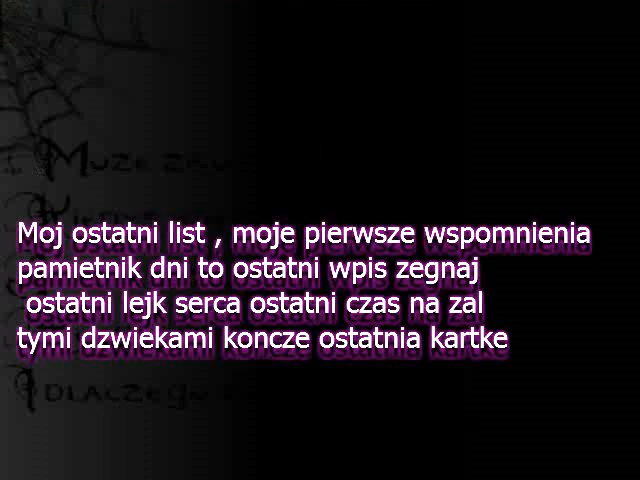 Moj ostatni list , moje pierwsze wspomnienia
pamietnik dni to ostatni wpis zegnaj
ostatni lejk serca ostatni czas na zal
tymi dzwiekami koncze ostatnia kartke
DLACZEGO